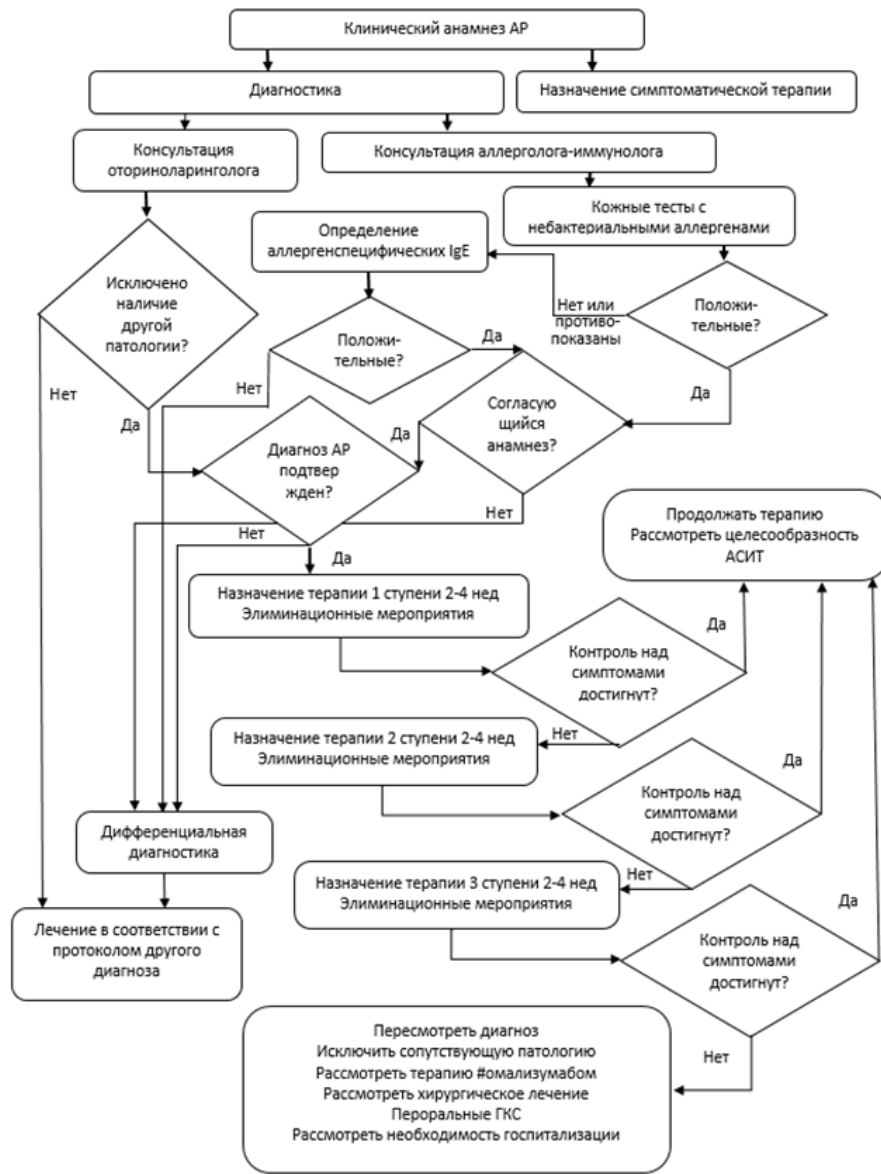 Клинический анамнез АР
Диагностика
Назначение симптоматической терапии
Консультация
оториноларинголога
Консультация аллерголога-иммунолога
Кожные тесты с
небактериальными аллергенами
Определение
аллергенспецифических IgE
Исключено
наличие
другой
патологии?
Положи-
тельные?
Нет или
противо-
показаны
Положи-
тельные?
Да
Нет
Нет
Да
Да
Согласую
щийся
анамнез?
Да
Диагноз АР
подтвер
жден?
Нет
Нет
Да
Продолжать терапию
Рассмотреть целесообразность
АСИТ
Назначение терапии 1 ступени 2-4 нед
Элиминационные мероприятия
Да
Контроль над
симптомами
достигнут?
Нет
Назначение терапии 2 ступени 2-4 нед
Элиминационные мероприятия
Да
Контроль над
симптомами
достигнут?
Нет
Дифференциальная
диагностика
Назначение терапии 3 ступени 2-4 нед
Элиминационные мероприятия
Да
Контроль над
симптомами
достигнут?
Лечение в соответствии с
протоколом другого
диагноза
Нет
Пересмотреть диагноз
Исключить сопутствующую патологию
Рассмотреть терапию #омализумабом
Рассмотреть хирургическое лечение
Пероральные ГКС
Рассмотреть необходимость госпитализации